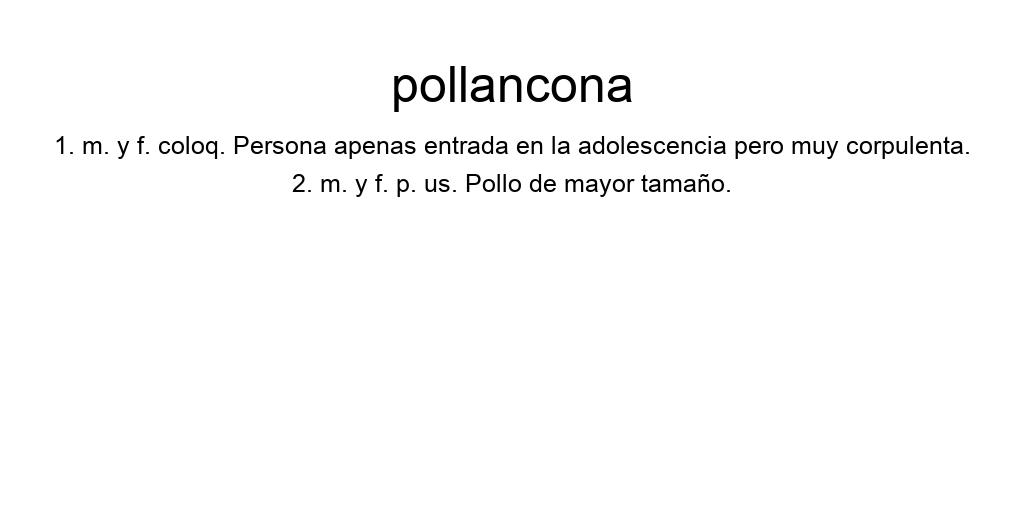 pollancona
1. m. y f. coloq. Persona apenas entrada en la adolescencia pero muy corpulenta.
2. m. y f. p. us. Pollo de mayor tamaño.